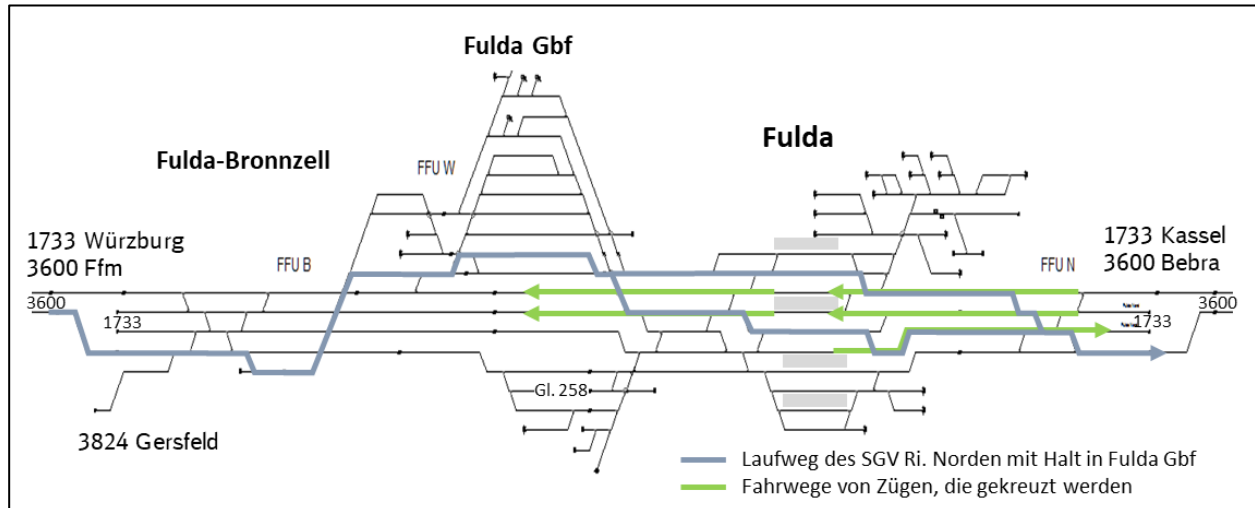 Fulda Gbf
Fulda
Fulda-Bronnzell
FFU W
1733 Würzburg
3600 Ffm
FFU B
FFU N
1733 Kassel
3600 Bebra
3600
3600
1733
1733
Gl. 258
3824 Gersfeld
Laufweg des SGV Ri. Norden mit Halt in Fulda Gbf
Fahrwege von Zügen, die gekreuzt werden